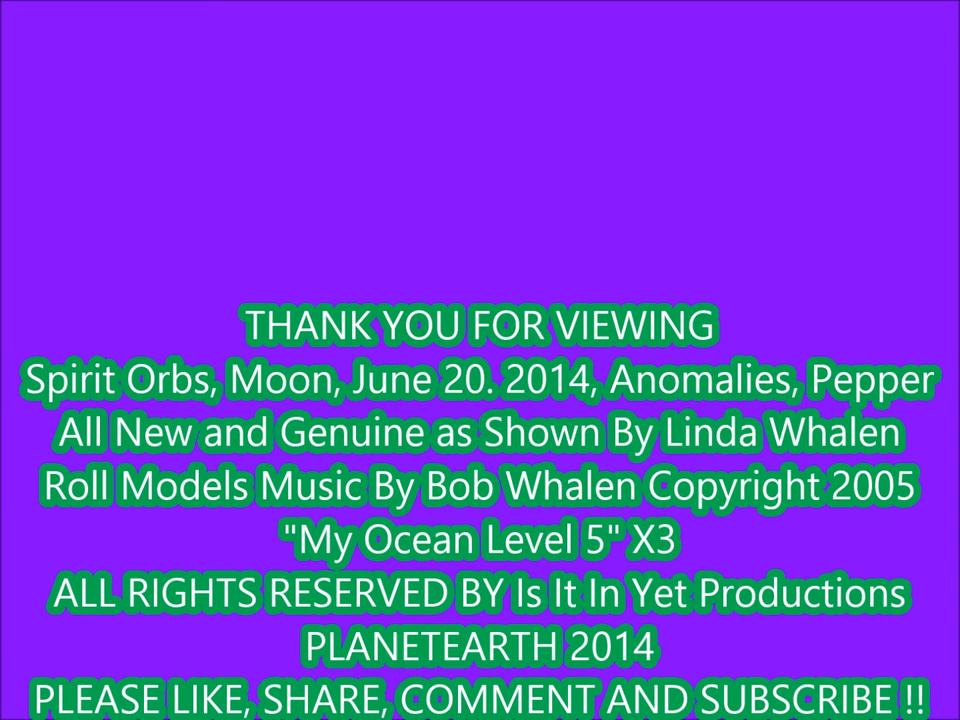 THANK YOU FOR VIEWING
Spirit Orbs, Moon, June 20. 2014, Anomalies, Pepper
All New and Genuine as Shown By Linda Whalen
Roll Models Music By Bob Whalen Copyright 2005
"My Ocean Level 5" X3
ALL RIGHTS RESERVED BY Is It In Yet Productions
PLANETEARTH 2014
PLEASE LIKE, SHARE, COMMENT AND SUBSCRIBE !!